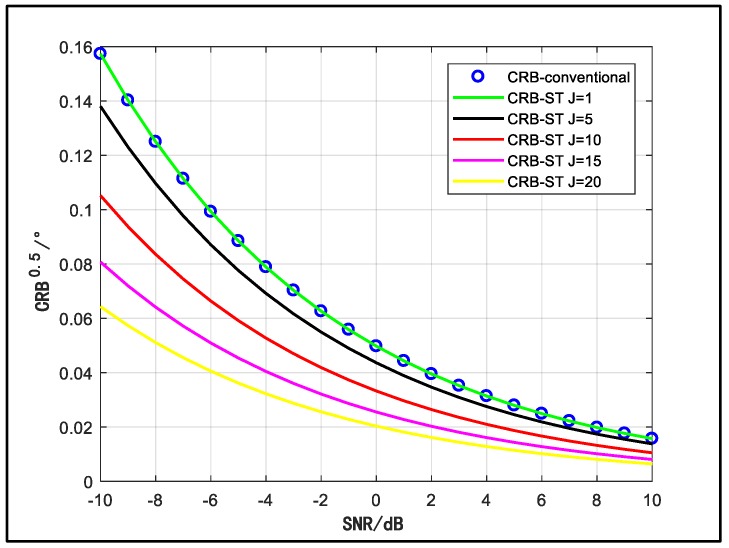 0.16
0.14
0.12
0.1
0.08
0.06
0.04
0.02
0
CRB^0.5/°
CRB-conventional
CRB-ST J=1
CRB-ST J=5
CRB-ST J=10
CRB-ST J=15
CRB-ST J=20
-10 -8 -6 -4 -2 0 2 4 6 8 10
SNR/dB